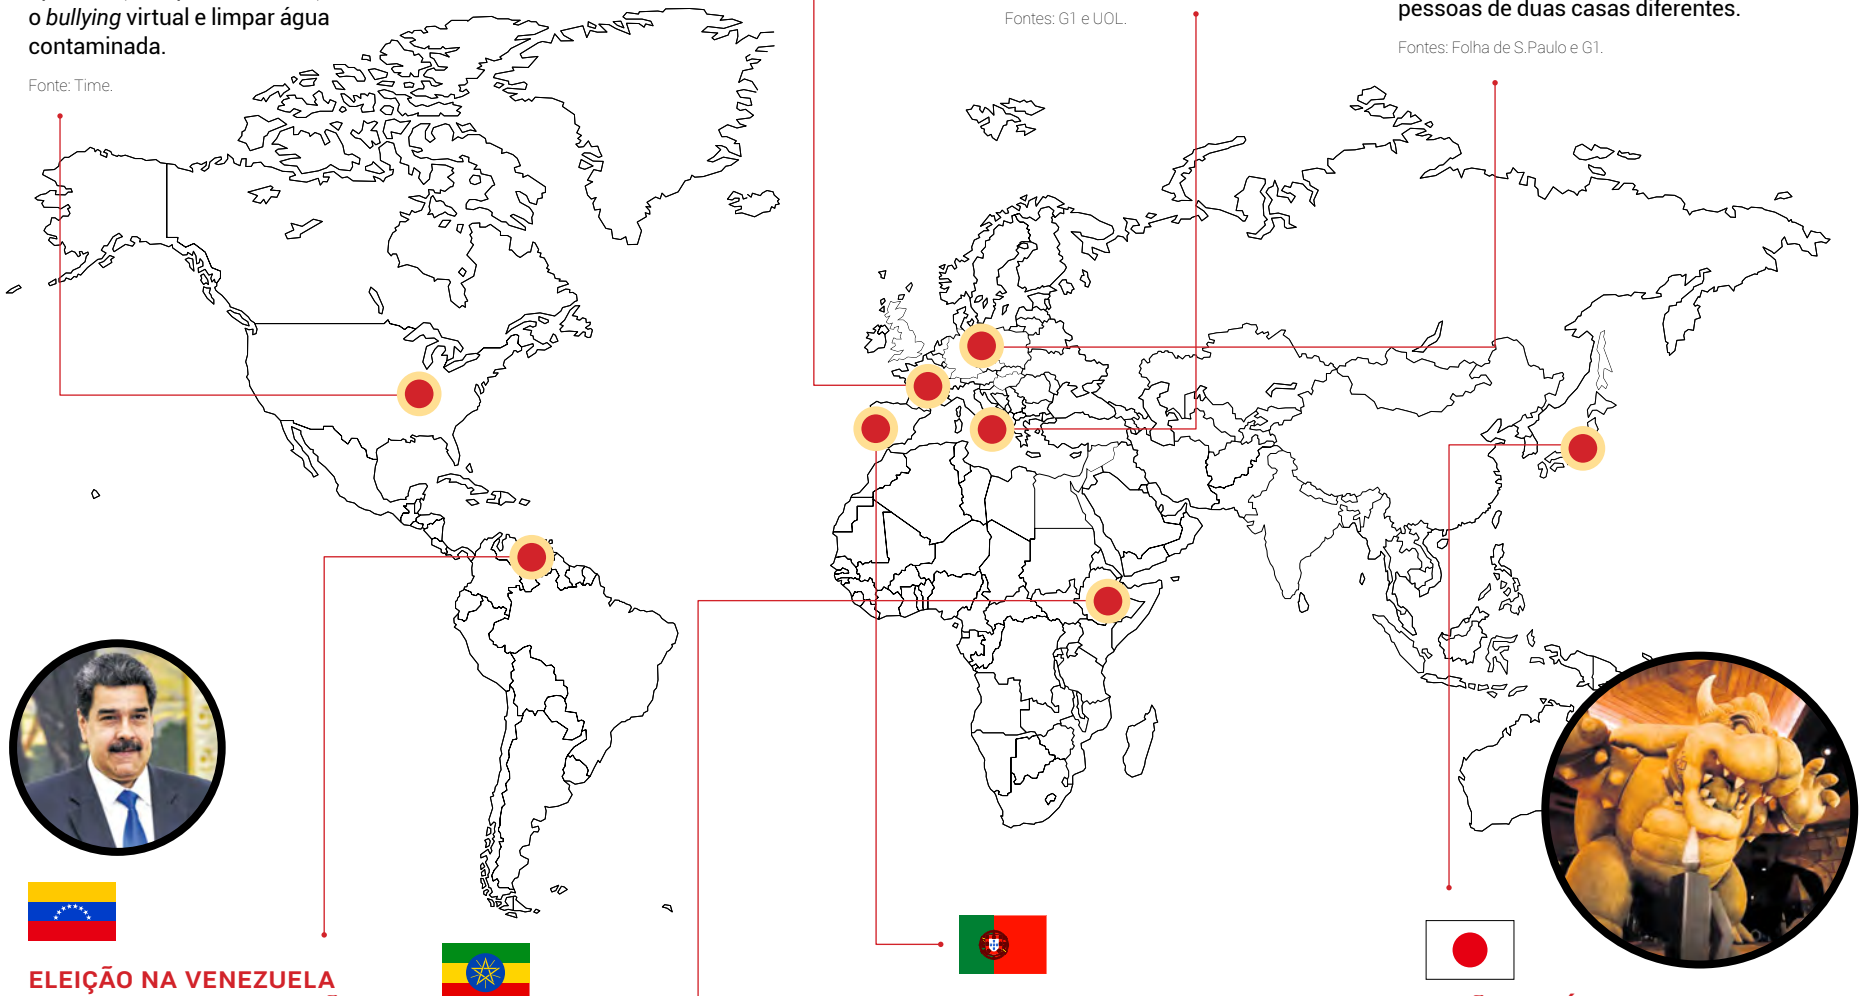 o bullying virtual e limpar água
contaminada.
Fonte: Time.
Fontes: G1 e UOL.
pessoas de duas casas diferentes.
Fontes: Folha de S.Paulo e G1.
ELEIÇÃO NA VENEZUELA